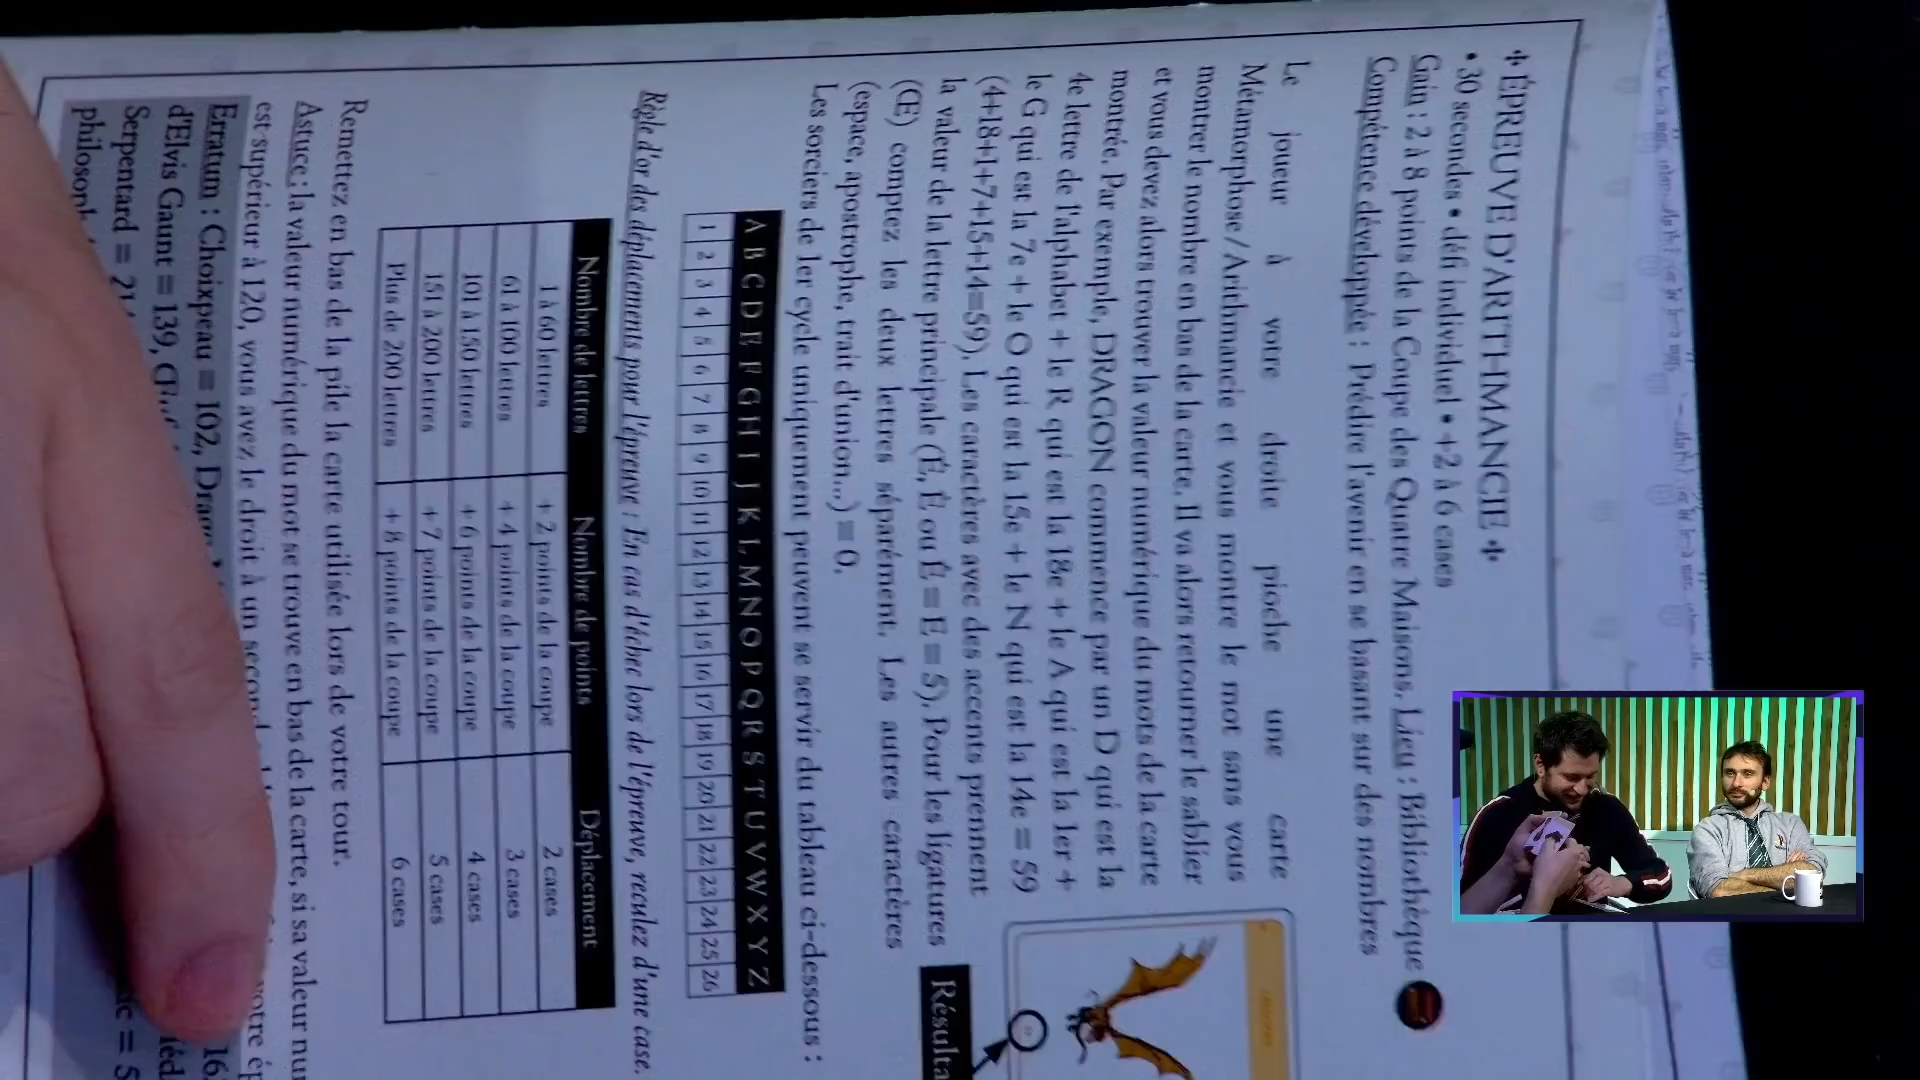 ✢ ÉPREUVE D'ARITHMANCIE ✢
• 30 secondes • défi individuel • +2 à 6 cases
Gain : 2 à 8 points de la Coupe des Quatre Maisons. Lieu : Bibliothèque
Compétence développée : Prédire l'avenir en se basant sur des nombres
Le joueur à votre droite pioche une carte
Métamorphose / Arithmancie et vous montre le mot sans vous
montrer le nombre en bas de la carte. Il va alors retourner le sablier
et vous devez alors trouver la valeur numérique du mots de la carte
montrée. Par exemple, DRAGON commence par un D qui est la
4e lettre de l'alphabet + le R qui est la 18e + le A qui est la 1er +
le G qui est la 7e + le O qui est la 15e + le N qui est la 14e = 59
(4+18+1+7+15+14=59). Les caractères avec des accents prennent
la valeur de la lettre principale (É, È ou Ê = E = 5). Pour les ligatures
(Œ) comptez les deux lettres séparément. Les autres caractères
(espace, apostrophe, trait d'union...) = 0.
Les sorciers de 1er cycle uniquement peuvent se servir du tableau ci-dessous :
A B C D E F G H I J K L M N O P Q R S T U V W X Y Z
1 2 3 4 5 6 7 8 9 10 11 12 13 14 15 16 17 18 19 20 21 22 23 24 25 26
Résulta
Règle d'or des déplacements pour l'épreuve : En cas d'échec lors de l'épreuve, reculez d'une case.
Nombre de lettres Nombre de points Déplacement
1 à 60 lettres + 2 points de la coupe 2 cases
61 à 100 lettres + 4 points de la coupe 3 cases
101 à 150 lettres + 6 points de la coupe 4 cases
151 à 200 lettres + 7 points de la coupe 5 cases
Plus de 200 lettres + 8 points de la coupe 6 cases
Remettez en bas de la pile la carte utilisée lors de votre tour.
Astuce : la valeur numérique du mot se trouve en bas de la carte, si sa valeur nu
est supérieur à 120, vous avez le droit à un second votre ép
Erratum : Choixpeau = 102, Drag 16
d'Elvis Gaunt = 139,
Serpentard = = 5
philosoph